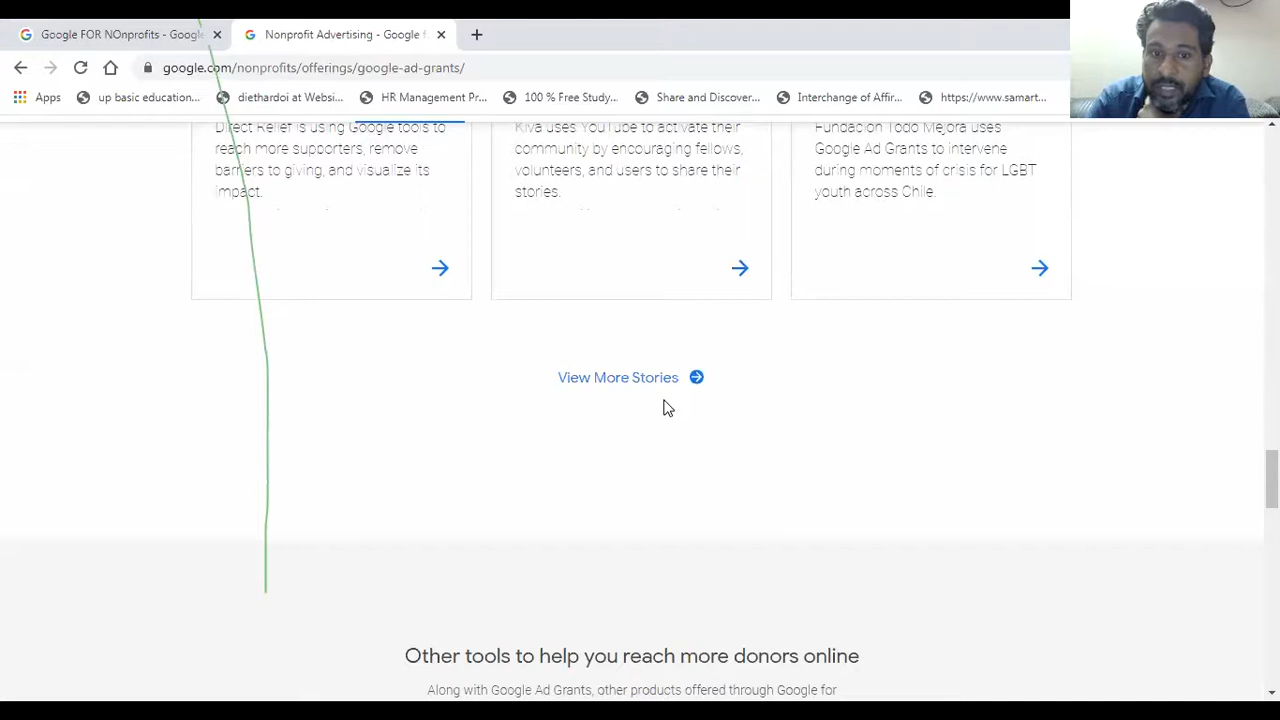 Google FOR NOnprofits - Google
Nonprofit Advertising - Google f
google.com/nonprofits/offerings/google-ad-grants/
Apps
up basic education...
diethardoi at Websi...
HR Management Pr...
100 % Free Study...
Share and Discover...
Interchange of Affir...
https://www.samart...
Direct Relief is using Google tools to
reach more supporters, remove
barriers to giving, and visualize its
impact.
Kiva uses YouTube to activate their
community by encouraging fellows,
volunteers, and users to share their
stories.
Fundación Todo Mejora uses
Google Ad Grants to intervene
during moments of crisis for LGBT
youth across Chile.
View More Stories
Other tools to help you reach more donors online
Along with Google Ad Grants, other products offered through Google for